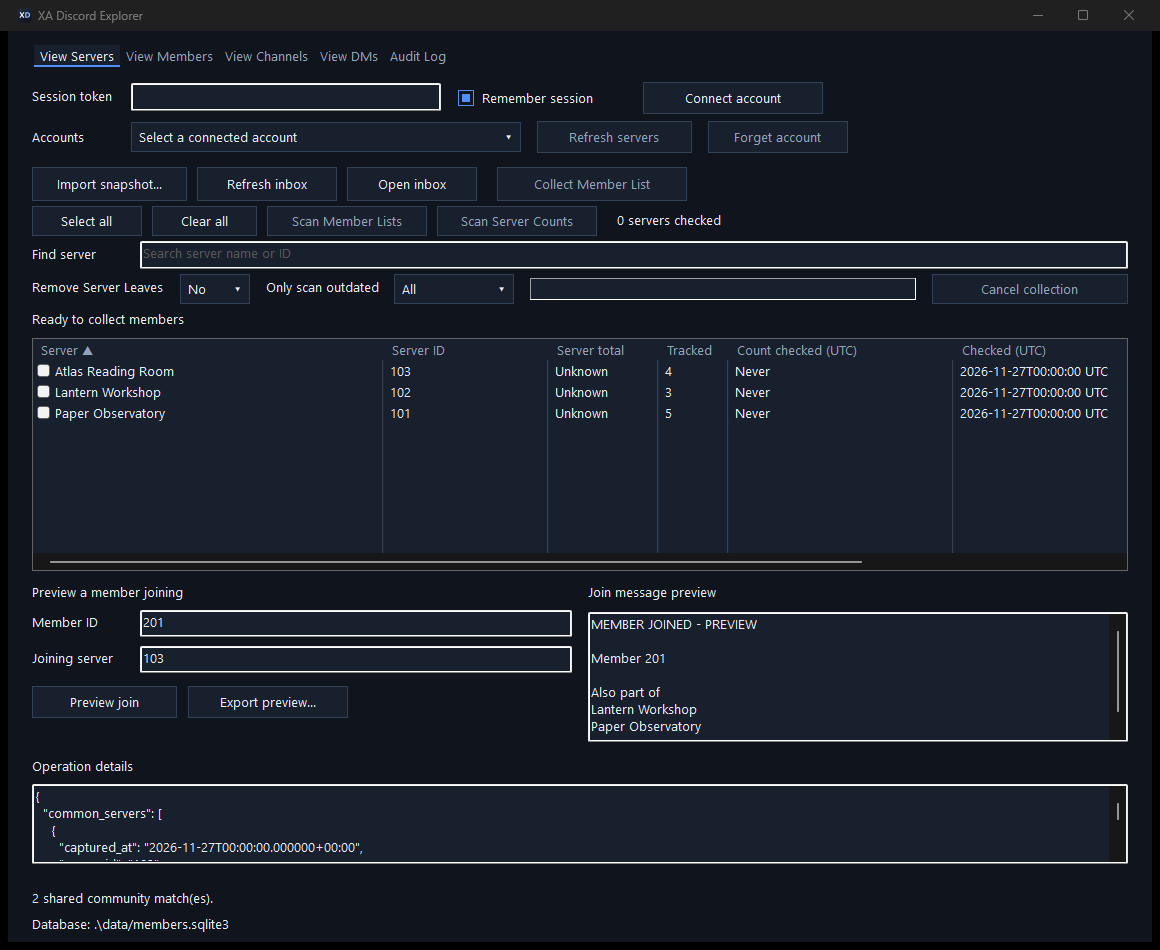 XD XA Discord Explorer
View Servers View Members View Channels View DMs Audit Log
Session token Remember session Connect account
Accounts Select a connected account Refresh servers Forget account
Import snapshot... Refresh inbox Open inbox Collect Member List
Select all Clear all Scan Member Lists Scan Server Counts 0 servers checked
Find server Search server name or ID
Remove Server Leaves No Only scan outdated All Cancel collection
Ready to collect members
Server ▲ Server ID Server total Tracked Count checked (UTC) Checked (UTC)
Atlas Reading Room 103 Unknown 4 Never 2026-11-27T00:00:00 UTC
Lantern Workshop 102 Unknown 3 Never 2026-11-27T00:00:00 UTC
Paper Observatory 101 Unknown 5 Never 2026-11-27T00:00:00 UTC
Preview a member joining
Member ID 201
Joining server 103
Preview join Export preview...
Join message preview
MEMBER JOINED - PREVIEW
Member 201
Also part of
Lantern Workshop
Paper Observatory
Operation details
{
"common_servers": [
{
"captured_at": "2026-11-27T00:00:00.000000+00:00",
2 shared community match(es).
Database: .\data/members.sqlite3